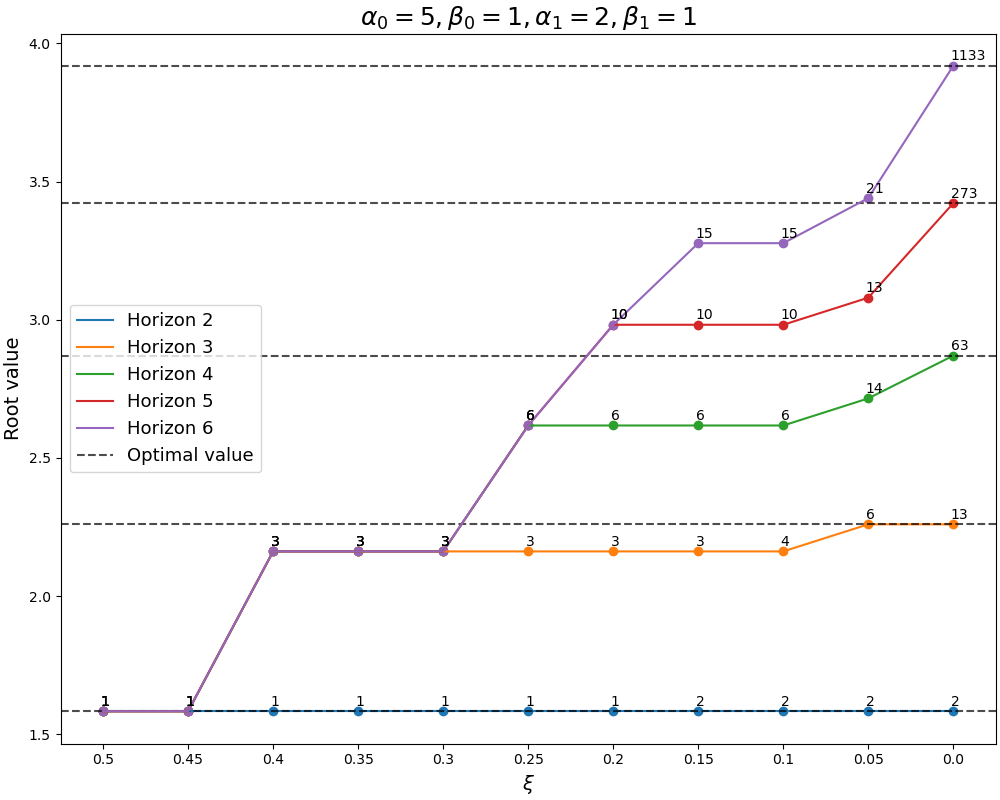 α₀ = 5, β₀ = 1, α₁ = 2, β₁ = 1
4.0
3.5
3.0
2.5
2.0
1.5
Root value
Horizon 2
Horizon 3
Horizon 4
Horizon 5
Horizon 6
Optimal value
1133
21 273
15 15
13
10 10 10
63
14
6 6 6 6
6 13
3 3 3 3 3 3 4
1 1 1 1 1 1 1 2 2 2 2
0.5 0.45 0.4 0.35 0.3 0.25 0.2 0.15 0.1 0.05 0.0
ξ